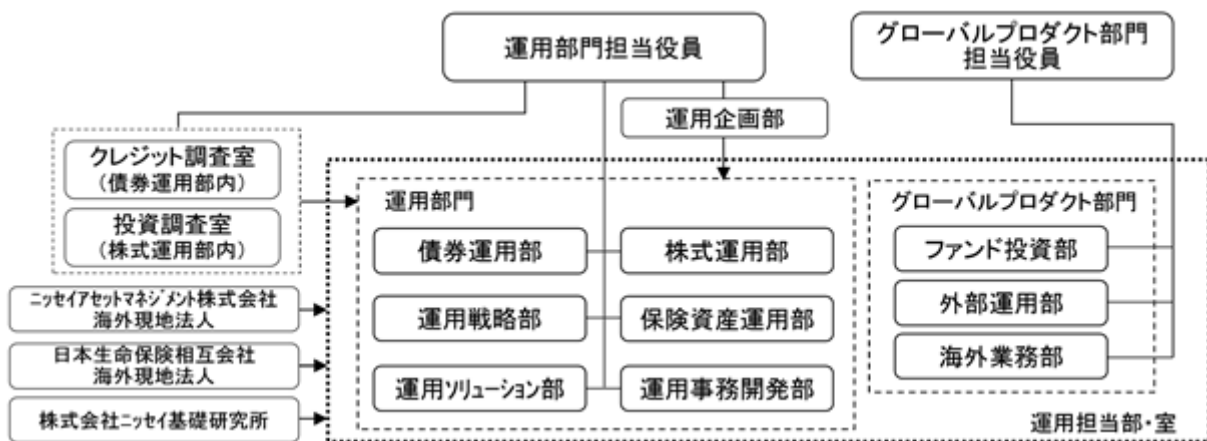 運用部門担当役員
グローバルプロダクト部門
担当役員
運用企画部
クレジット調査室
(債券運用部内)
投資調査室
(株式運用部内)
運用部門
債券運用部
株式運用部
運用戦略部
保険資産運用部
運用ｿﾘｭｰｼｮﾝ部
運用事務開発部
グローバルプロダクト部門
ファンド投資部
外部運用部
海外業務部
ﾆｯｾｲｱｾｯﾄﾏﾈｼﾞﾒﾝﾄ株式会社
海外現地法人
日本生命保険相互会社
海外現地法人
株式会社ニッセイ基礎研究所
運用担当部・室